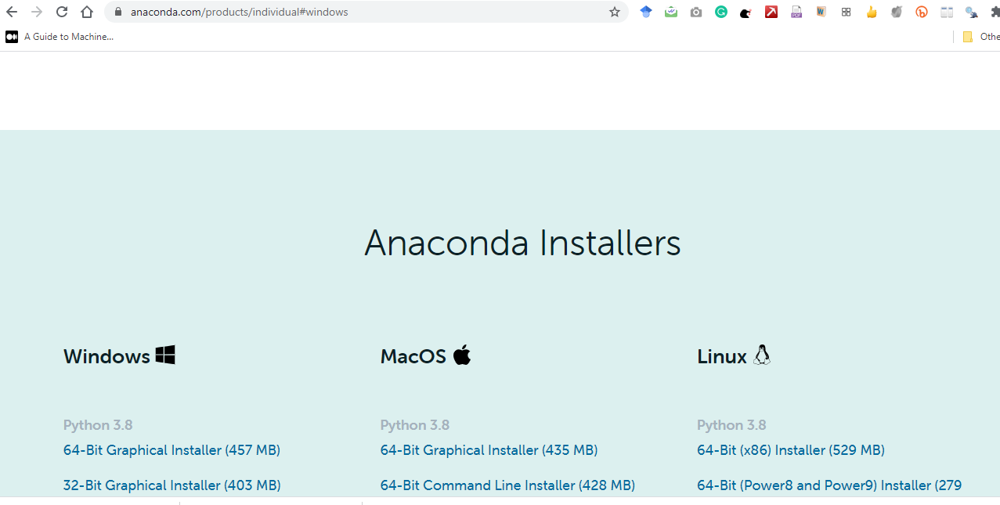 anaconda.com/products/individual#windows
A Guide to Machine...
Othe
Anaconda Installers
Windows
MacOS
Linux
Python 3.8
64-Bit Graphical Installer (457 MB)
32-Bit Graphical Installer (403 MB)
Python 3.8
64-Bit Graphical Installer (435 MB)
64-Bit Command Line Installer (428 MB)
Python 3.8
64-Bit (x86) Installer (529 MB)
64-Bit (Power8 and Power9) Installer (279